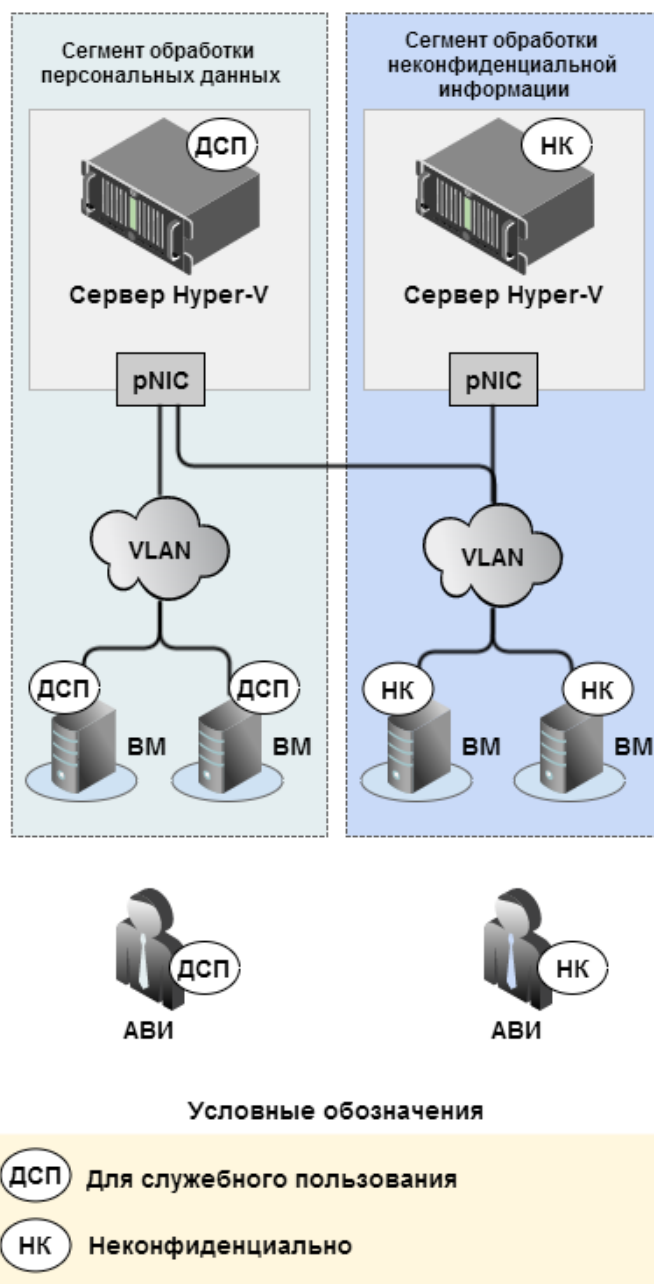 Сегмент обработки
персональных данных
Сегмент обработки
неконфиденциальной
информации
ДСП
НК
Сервер Hyper-V
Сервер Hyper-V
pNIC
pNIC
VLAN
VLAN
ДСП
ДСП
НК
НК
ВМ
ВМ
ВМ
ВМ
ДСП
НК
АВИ
АВИ
Условные обозначения
ДСП Для служебного пользования
НК Неконфиденциально